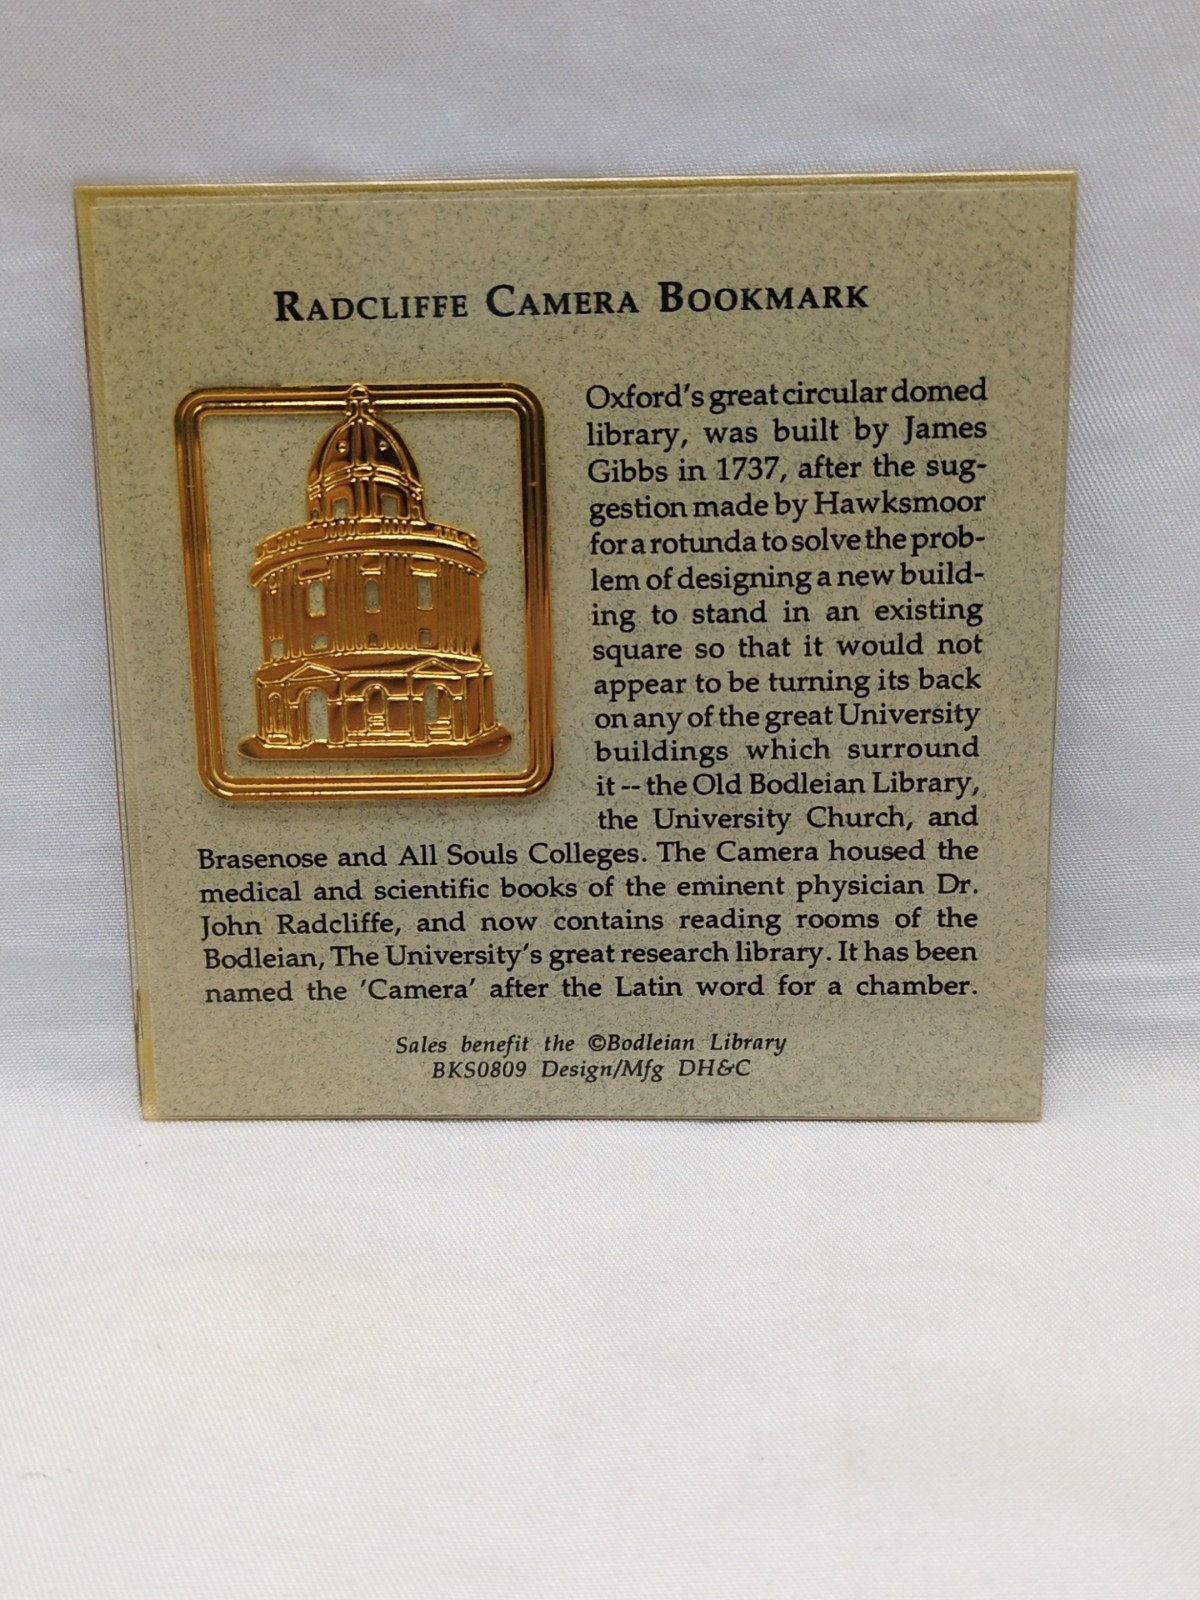 RADCLIFFE CAMERA BOOKMARK
Oxford's great circular domed
library, was built by James
Gibbs in 1737, after the sug-
gestion made by Hawksmoor
for a rotunda to solve the prob-
lem of designing a new build-
ing to stand in an existing
square so that it would not
appear to be turning its back
on any of the great University
buildings which surround
it -- the Old Bodleian Library,
the University Church, and
Brasenose and All Souls Colleges. The Camera housed the
medical and scientific books of the eminent physician Dr.
John Radcliffe, and now contains reading rooms of the
Bodleian, The University's great research library. It has been
named the 'Camera' after the Latin word for a chamber.
Sales benefit the ©Bodleian Library
BKS0809 Design/Mfg DH&C